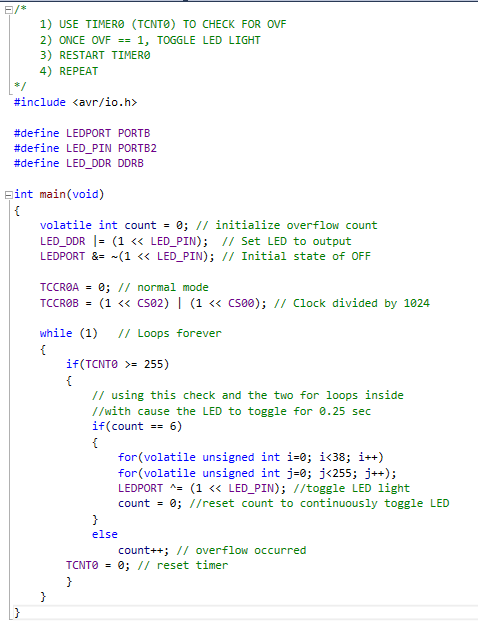 /*
    1) USE TIMER0 (TCNT0) TO CHECK FOR OVF
    2) ONCE OVF == 1, TOGGLE LED LIGHT
    3) RESTART TIMER0
    4) REPEAT
*/
#include <avr/io.h>

#define LEDPORT PORTB
#define LED_PIN PORTB2
#define LED_DDR DDRB

int main(void)
{
    volatile int count = 0; // initialize overflow count
    LED_DDR |= (1 << LED_PIN);  // Set LED to output
    LEDPORT &= ~(1 << LED_PIN); // Initial state of OFF

    TCCR0A = 0; // normal mode
    TCCR0B = (1 << CS02) | (1 << CS00); // Clock divided by 1024

    while (1)   // Loops forever
    {
        if(TCNT0 >= 255)
        {
            // using this check and the two for loops inside
            //with cause the LED to toggle for 0.25 sec
            if(count == 6)
            {
                for(volatile unsigned int i=0; i<38; i++)
                for(volatile unsigned int j=0; j<255; j++);
                LEDPORT ^= (1 << LED_PIN); //toggle LED light
                count = 0; //reset count to continuously toggle LED
            }
            else
                count++; // overflow occurred
        TCNT0 = 0; // reset timer
        }
    }
}